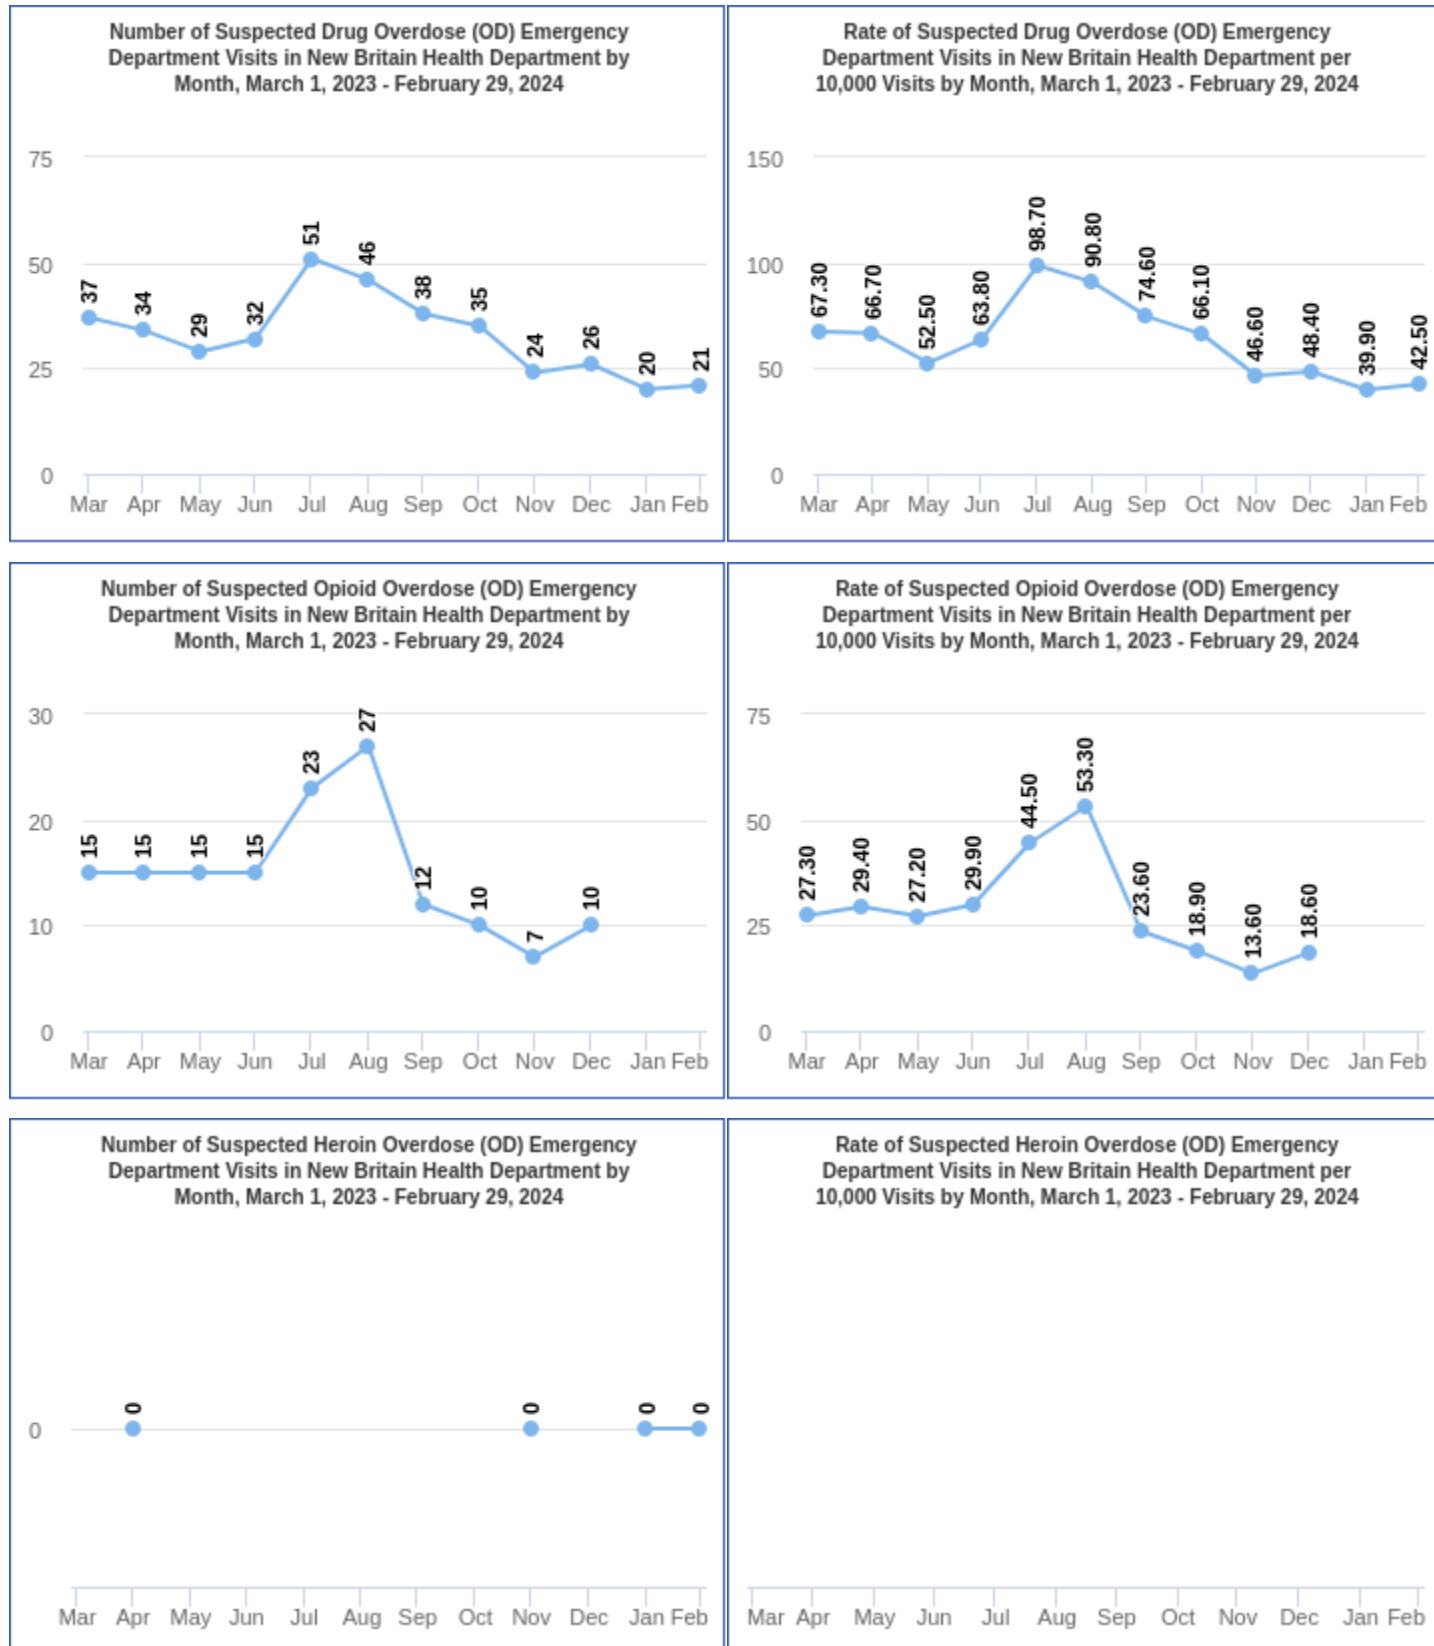 Number of Suspected Drug Overdose (OD) Emergency
Department Visits in New Britain Health Department by
Month, March 1, 2023 - February 29, 2024
75
50
25
0
37
34
29
32
51
46
38
35
24
26
20
21
Mar Apr May Jun Jul Aug Sep Oct Nov Dec Jan Feb
Rate of Suspected Drug Overdose (OD) Emergency
Department Visits in New Britain Health Department per
10,000 Visits by Month, March 1, 2023 - February 29, 2024
150
100
50
0
67.30
66.70
52.50
63.80
98.70
90.80
74.60
66.10
46.60
48.40
39.90
42.50
Mar Apr May Jun Jul Aug Sep Oct Nov Dec Jan Feb
Number of Suspected Opioid Overdose (OD) Emergency
Department Visits in New Britain Health Department by
Month, March 1, 2023 - February 29, 2024
30
20
10
0
15
15
15
15
23
27
12
10
7
10
Mar Apr May Jun Jul Aug Sep Oct Nov Dec Jan Feb
Rate of Suspected Opioid Overdose (OD) Emergency
Department Visits in New Britain Health Department per
10,000 Visits by Month, March 1, 2023 - February 29, 2024
75
50
25
0
27.30
29.40
27.20
29.90
44.50
53.30
23.60
18.90
13.60
18.60
Mar Apr May Jun Jul Aug Sep Oct Nov Dec Jan Feb
Number of Suspected Heroin Overdose (OD) Emergency
Department Visits in New Britain Health Department by
Month, March 1, 2023 - February 29, 2024
0
0
0
0
0
Mar Apr May Jun Jul Aug Sep Oct Nov Dec Jan Feb
Rate of Suspected Heroin Overdose (OD) Emergency
Department Visits in New Britain Health Department per
10,000 Visits by Month, March 1, 2023 - February 29, 2024
Mar Apr May Jun Jul Aug Sep Oct Nov Dec Jan Feb